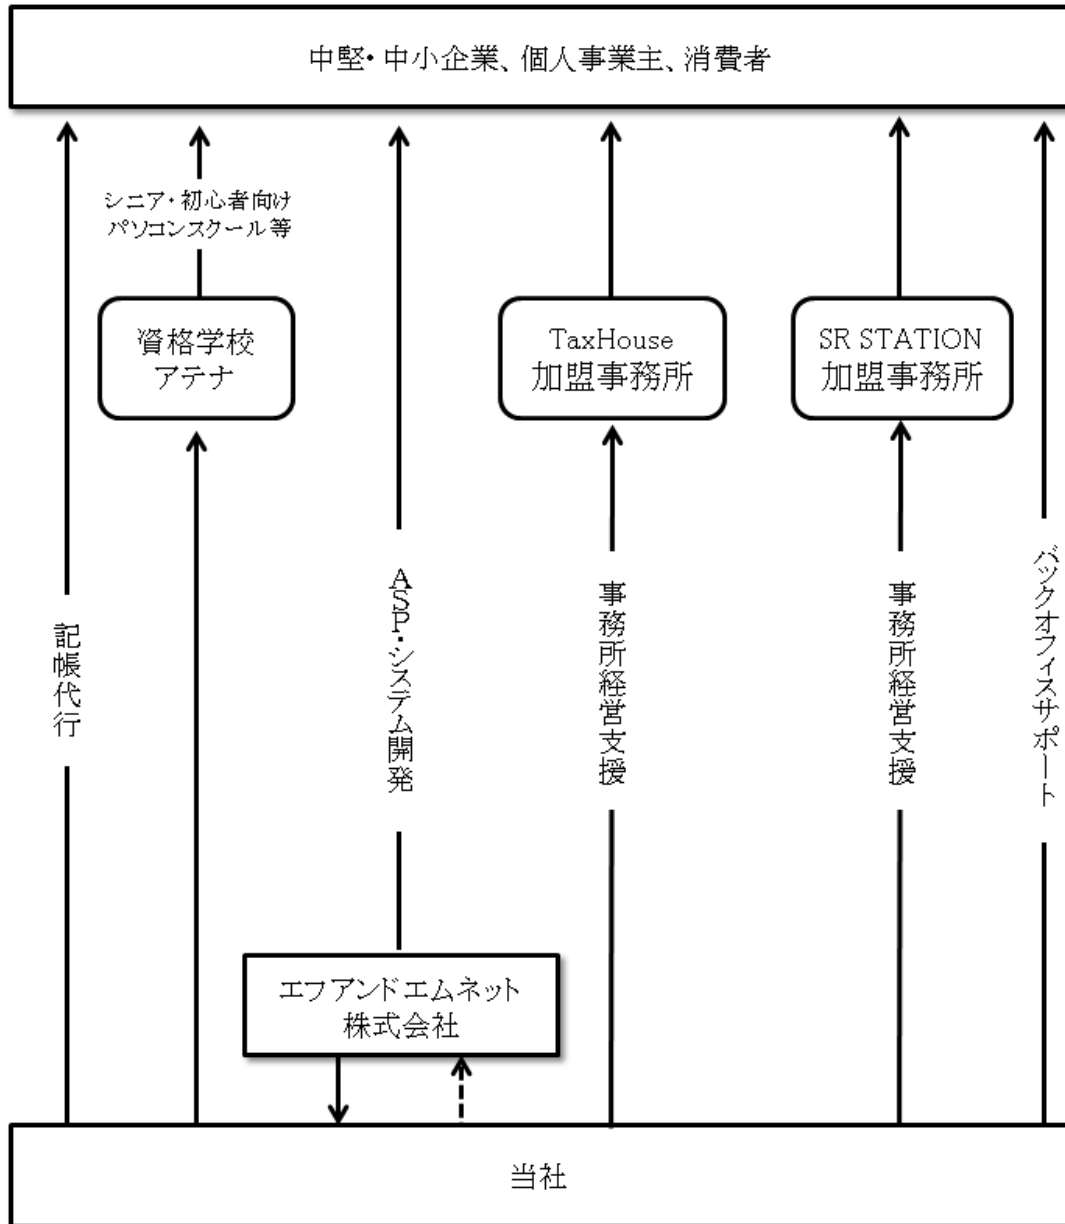 中堅・中小企業、個人事業主、消費者
シニア・初心者向け
パソコンスクール等
資格学校
アテナ
TaxHouse
加盟事務所
SR STATION
加盟事務所
記帳代行
ASP・システム開発
事務所経営支援
事務所経営支援
バックオフィスサポート
エフアンドエムネット
株式会社
当社